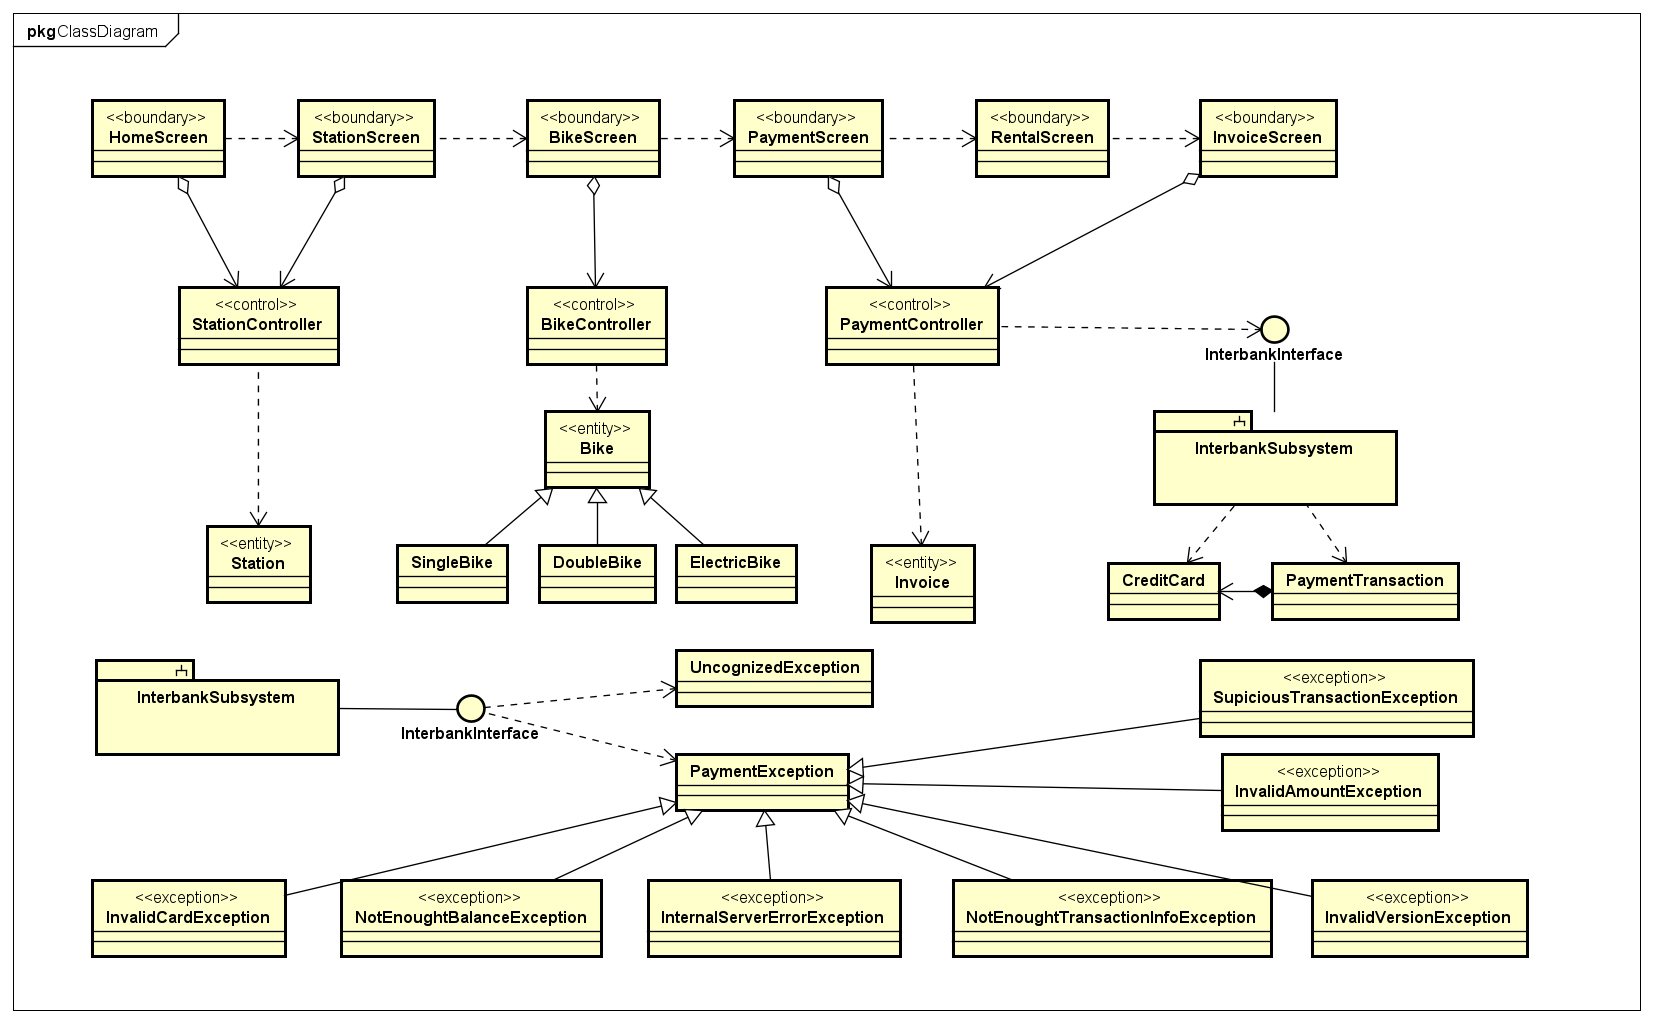 pkg ClassDiagram
<<boundary>>
HomeScreen
<<boundary>>
StationScreen
<<boundary>>
BikeScreen
<<boundary>>
PaymentScreen
<<boundary>>
RentalScreen
<<boundary>>
InvoiceScreen
<<control>>
StationController
<<control>>
BikeController
<<control>>
PaymentController
InterbankInterface
<<entity>>
Bike
InterbankSubsystem
<<entity>>
Station
SingleBike
DoubleBike
ElectricBike
<<entity>>
Invoice
CreditCard
PaymentTransaction
InterbankSubsystem
InterbankInterface
UncognizedException
<<exception>>
SupiciousTransactionException
PaymentException
<<exception>>
InvalidAmountException
<<exception>>
InvalidCardException
<<exception>>
NotEnoughtBalanceException
<<exception>>
InternalServerErrorException
<<exception>>
NotEnoughtTransactionInfoException
<<exception>>
InvalidVersionException